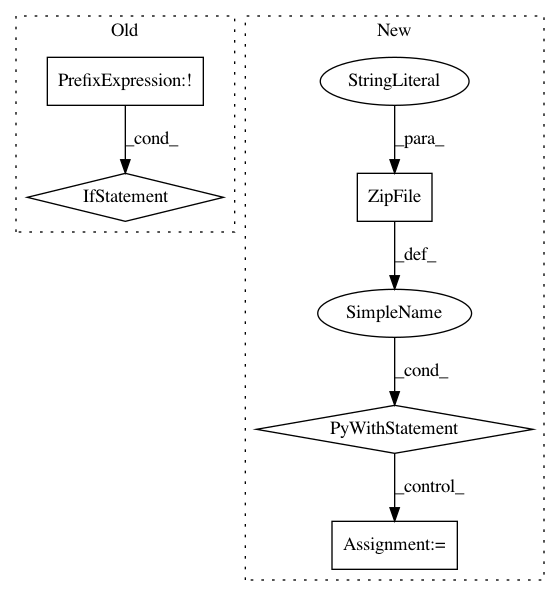 Old
New
PrefixExpression:!
StringLiteral
_cond_
_para_
IfStatement
ZipFile
_def_
SimpleName
_cond_
PyWithStatement
_control_
Assignment:=